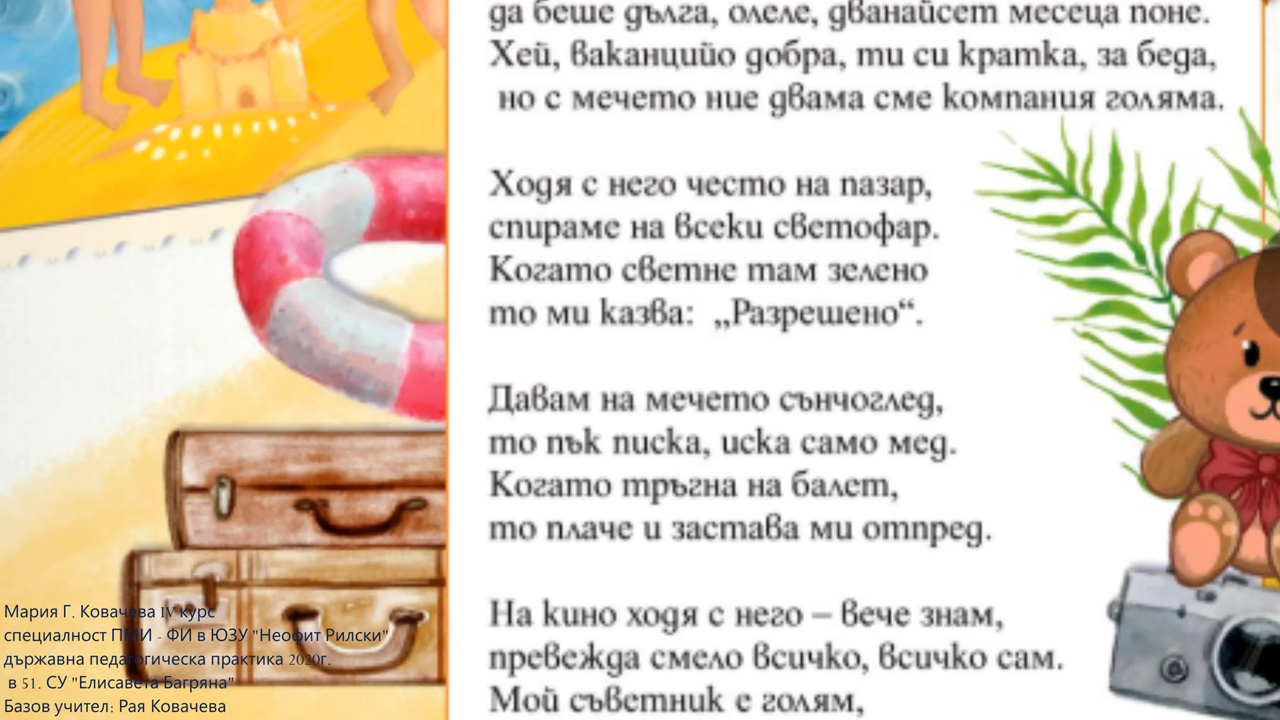 да беше дълга, олеле, дванайсет месеца поне.
Хей, ваканцийо добра, ти си кратка, за беда,
но с мечето ние двама сме компания голяма.
Ходя с него често на пазар,
спираме на всеки светофар.
Когато светне там зелено
то ми казва: „Разрешено“.
Давам на мечето сънчоглед,
то пък писка, иска само мед.
Когато тръгна на балет,
то плаче и застава ми отпред.
На кино ходя с него – вече знам,
превежда смело всичко, всичко сам.
Мой съветник е голям,
Мария Г. Ковачева IV курс
специалност ПМИ - ФИ в ЮЗУ "Неофит Рилски"
държавна педагогическа практика 2020г.
в 51. СУ "Елисавета Багряна"
Базов учител: Рая Ковачева